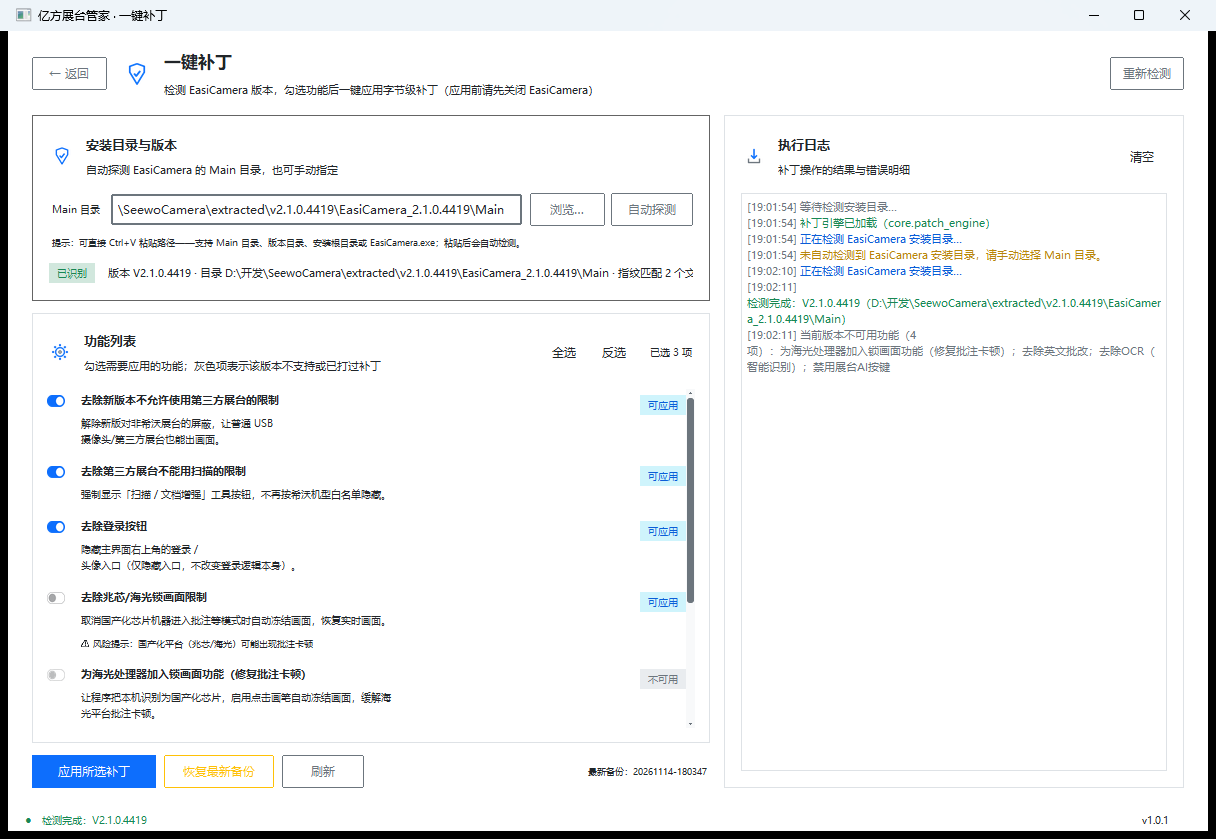 亿方展台管家 · 一键补丁
← 返回
一键补丁
检测 EasiCamera 版本，勾选功能后一键应用字节级补丁（应用前请先关闭 EasiCamera）
重新检测
安装目录与版本
自动探测 EasiCamera 的 Main 目录，也可手动指定
Main 目录
\SeewoCamera\extracted\v2.1.0.4419\EasiCamera_2.1.0.4419\Main
浏览...
自动探测
提示：可直接 Ctrl+V 粘贴路径——支持 Main 目录、版本目录、安装根目录或 EasiCamera.exe；粘贴后会自动检测。
已识别
版本 V2.1.0.4419 · 目录 D:\开发\SeewoCamera\extracted\v2.1.0.4419\EasiCamera_2.1.0.4419\Main · 指纹匹配 2 个文
功能列表
勾选需要应用的功能；灰色项表示该版本不支持或已打过补丁
全选
反选
已选 3 项
去除新版本不允许使用第三方展台的限制
可应用
解除新版对非希沃展台的屏蔽，让普通 USB
摄像头/第三方展台也能出画面。
去除第三方展台不能用扫描的限制
可应用
强制显示「扫描 / 文档增强」工具按钮，不再按希沃机型白名单隐藏。
去除登录按钮
可应用
隐藏主界面右上角的登录 /
头像入口（仅隐藏入口，不改变登录逻辑本身）。
去除兆芯/海光锁画面限制
可应用
取消国产化芯片机器进入批注等模式时自动冻结画面，恢复实时画面。
⚠ 风险提示：国产化平台（兆芯/海光）可能出现批注卡顿
为海光处理器加入锁画面功能（修复批注卡顿）
不可用
让程序把本机识别为国产化芯片，启用点击画笔自动冻结画面，缓解海
光平台批注卡顿。
应用所选补丁
恢复最新备份
刷新
最新备份：20261114-180347
执行日志
补丁操作的结果与错误明细
清空
[19:01:54] 等待检测安装目录...
[19:01:54] 补丁引擎已加载（core.patch_engine）
[19:01:54] 正在检测 EasiCamera 安装目录...
[19:01:54] 未自动检测到 EasiCamera 安装目录，请手动选择 Main 目录。
[19:02:10] 正在检测 EasiCamera 安装目录...
[19:02:11]
检测完成：V2.1.0.4419（D:\开发\SeewoCamera\extracted\v2.1.0.4419\EasiCamer
a_2.1.0.4419\Main）
[19:02:11] 当前版本不可用功能（4
项）：为海光处理器加入锁画面功能（修复批注卡顿）；去除英文批改；去除OCR（
智能识别）；禁用展台AI按键
● 检测完成：V2.1.0.4419
v1.0.1